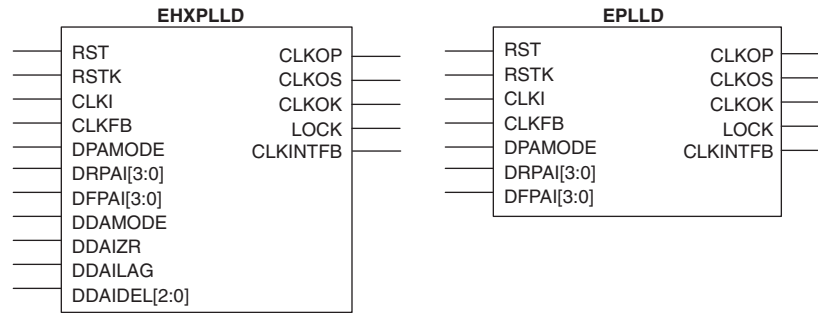 EHXPLLD
RST
RSTK
CLKI
CLKFB
DPAMODE
DRPAI[3:0]
DFPAI[3:0]
DDAMODE
DDAIZR
DDAILAG
DDAIDEL[2:0]
CLKOP
CLKOS
CLKOK
LOCK
CLKINTFB
EPLLD
RST
RSTK
CLKI
CLKFB
DPAMODE
DRPAI[3:0]
DFPAI[3:0]
CLKOP
CLKOS
CLKOK
LOCK
CLKINTFB